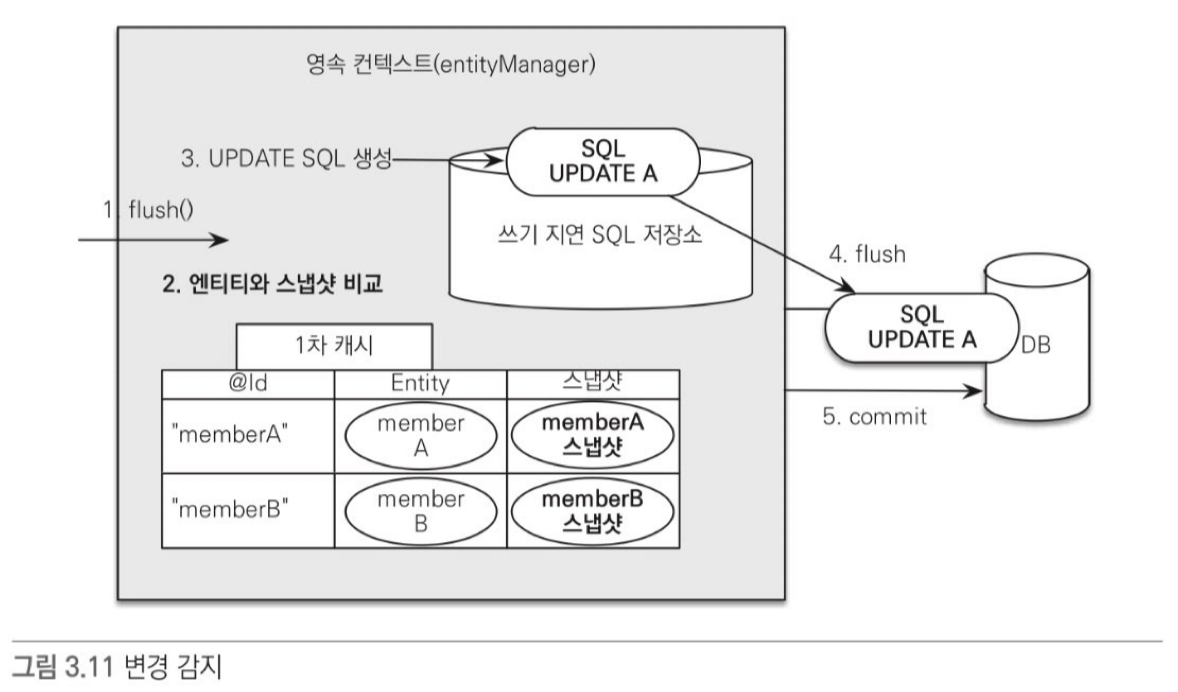 영속 컨텍스트(entityManager)
3. UPDATE SQL 생성
SQL
UPDATE A
1. flush()
쓰기 지연 SQL 저장소
2. 엔티티와 스냅샷 비교
4. flush
SQL
UPDATE A
DB
1차 캐시
@Id Entity 스냅샷
"memberA"
member
A
memberA
스냅샷
5. commit
"memberB"
member
B
memberB
스냅샷
그림 3.11 변경 감지